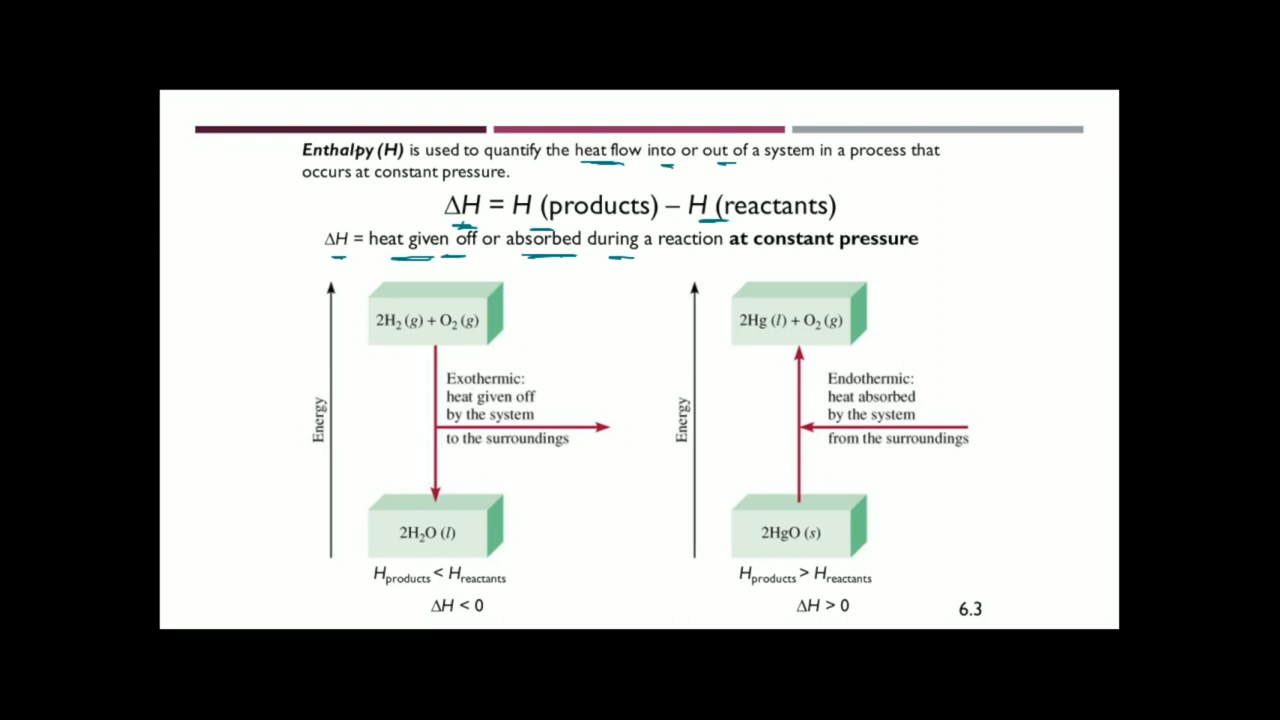 Enthalpy (H) is used to quantify the heat flow into or out of a system in a process that
occurs at constant pressure.
ΔH = H (products) – H (reactants)
ΔH = heat given off or absorbed during a reaction at constant pressure
Energy
2H₂ (g) + O₂ (g)
Exothermic:
heat given off
by the system
to the surroundings
2H₂O (l)
Hproducts < Hreactants
ΔH < 0
Energy
2Hg (l) + O₂ (g)
Endothermic:
heat absorbed
by the system
from the surroundings
2HgO (s)
Hproducts > Hreactants
ΔH > 0
6.3